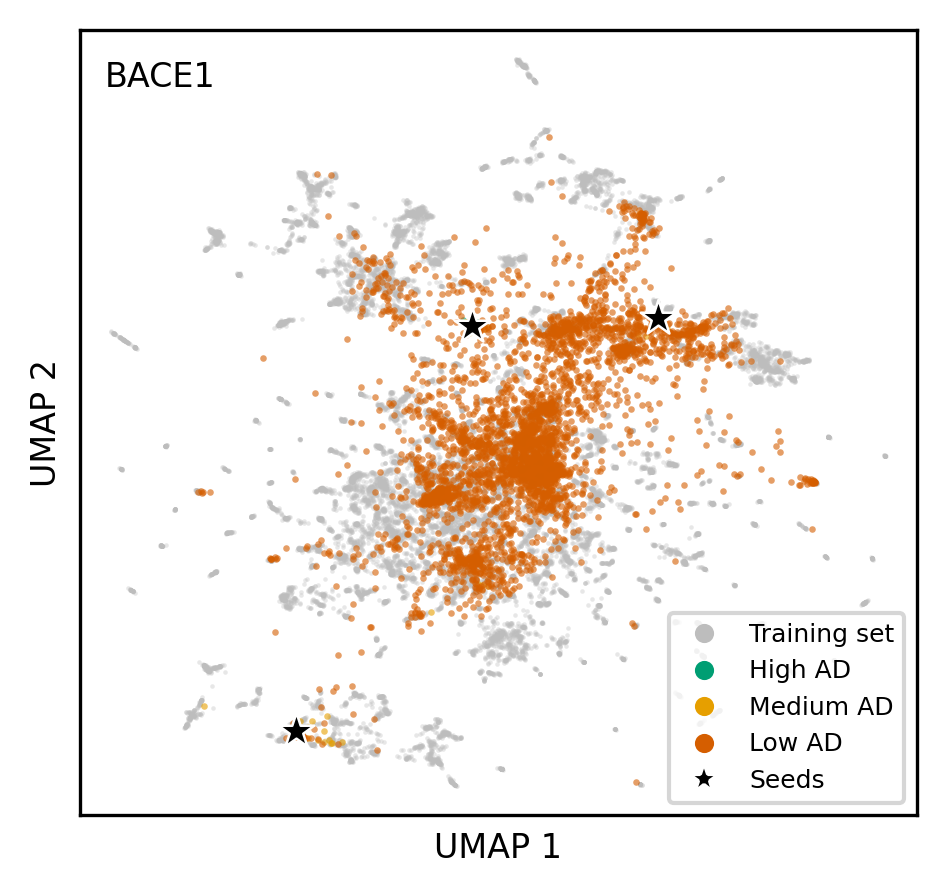 BACE1
UMAP 2
Training set
High AD
Medium AD
Low AD
Seeds
UMAP 1